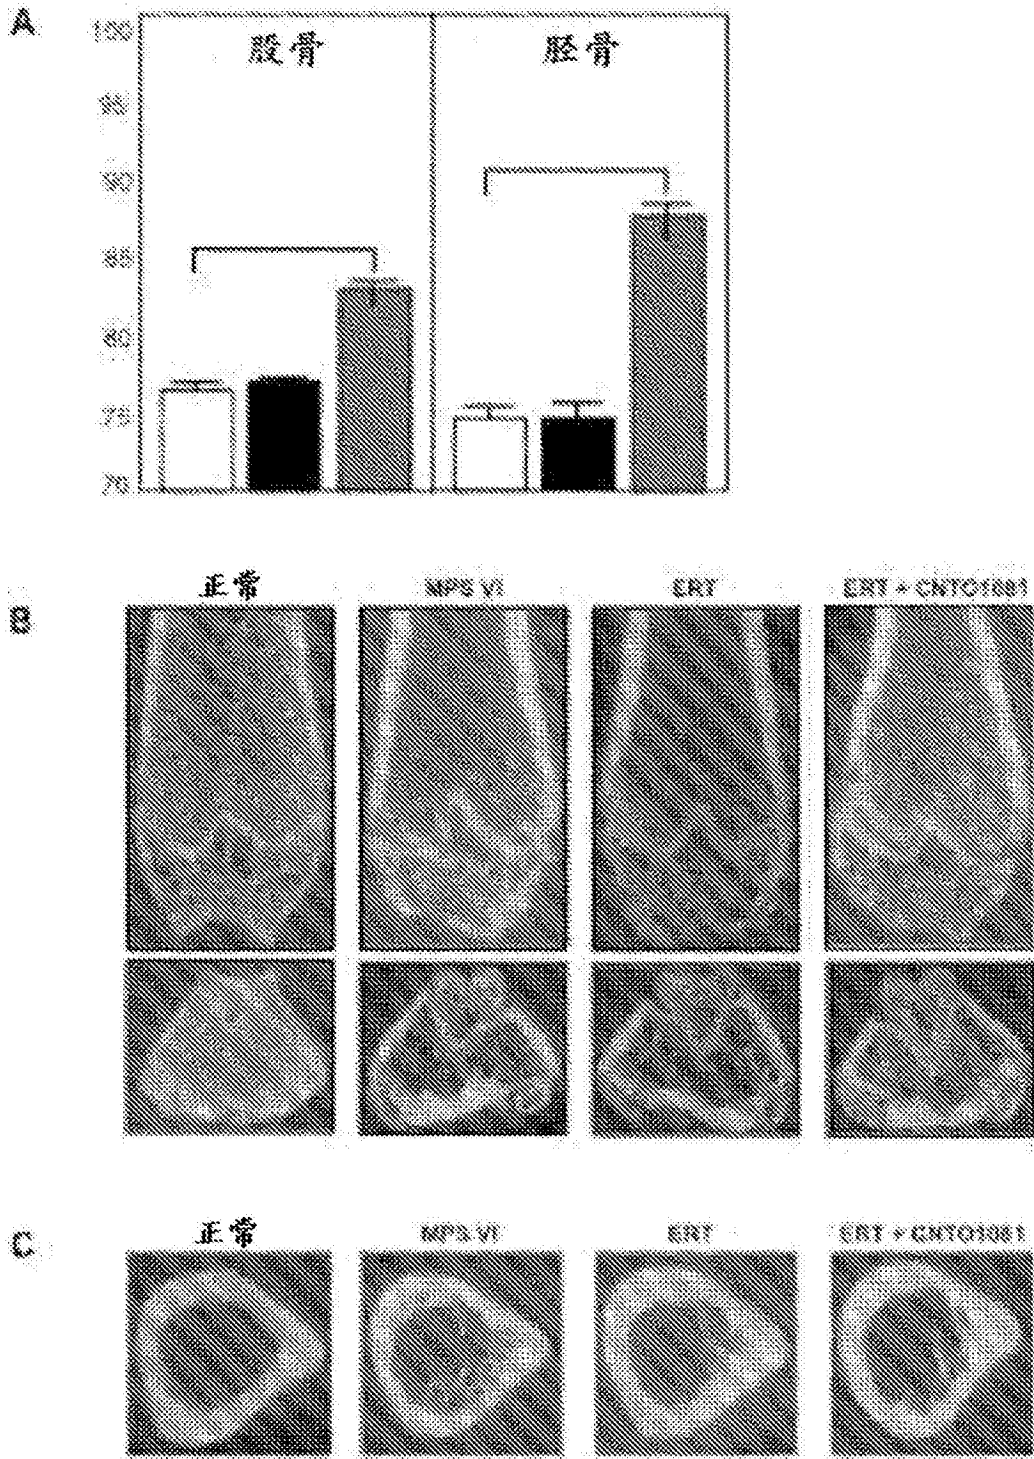 A
100
95
90
85
80
75
70
股骨
胫骨
B
正常
MPS VI
ERT
ERT + CNTO1081
C
正常
MPS VI
ERT
ERT + CNTO1081